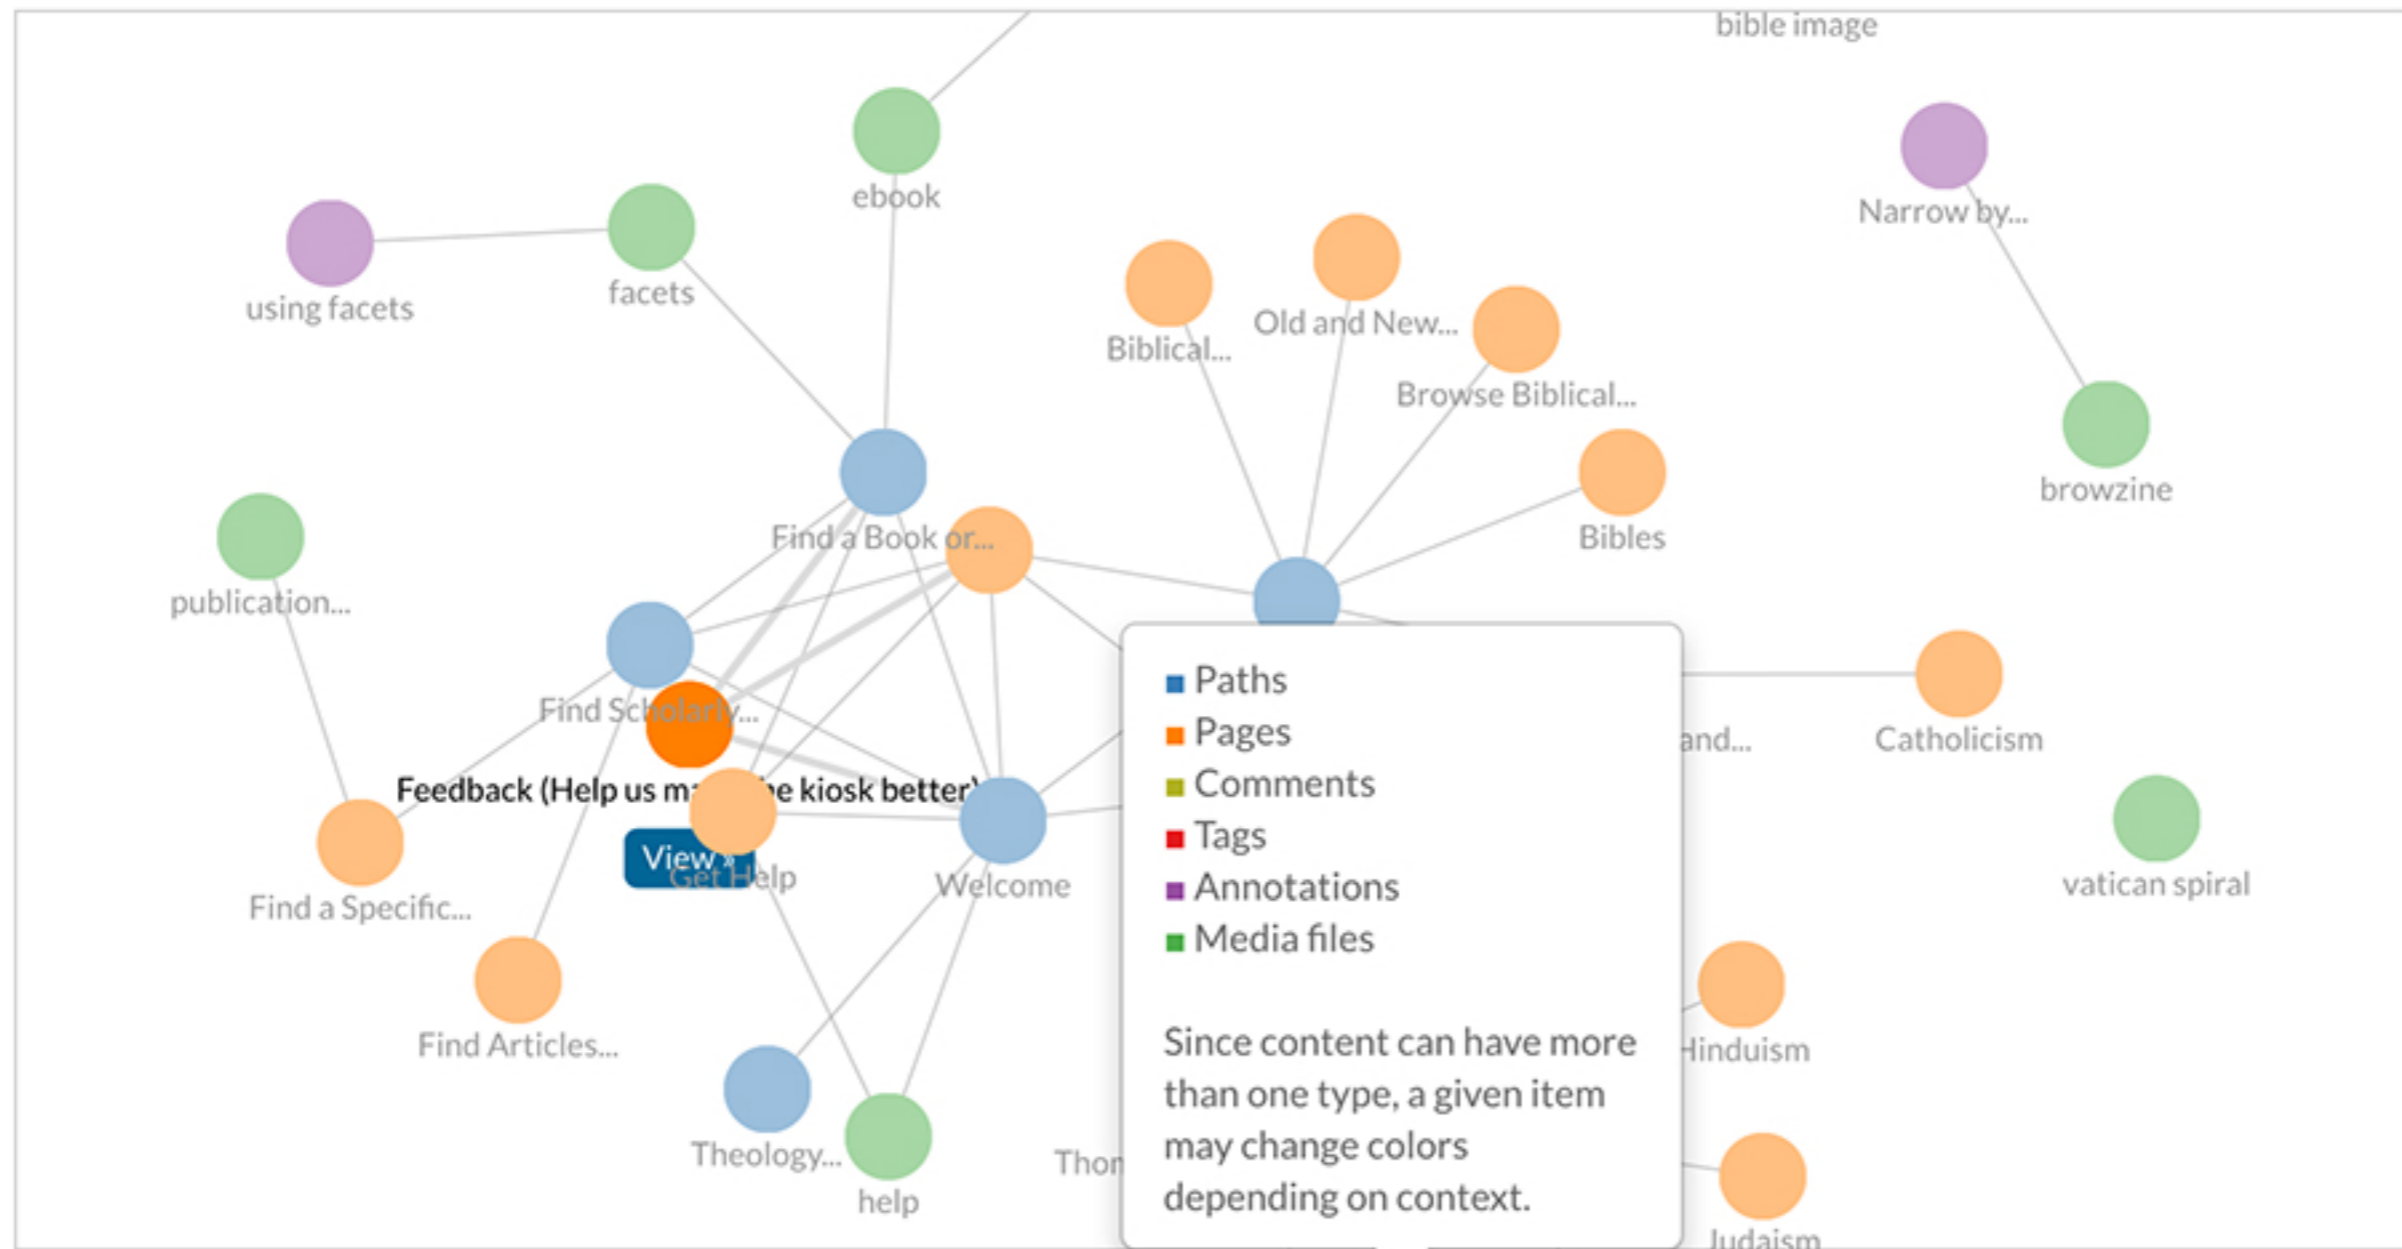 bible image
ebook
Narrow by...
using facets
facets
Old and New...
Biblical...
Browse Biblical...
browzine
Find a Book or...
Bibles
publication...
Find Scholarly...
and...
Catholicism
Feedback (Help us the kiosk better)
View »
Get Help
Welcome
vatican spiral
Find a Specific...
Find Articles...
Hinduism
Theology...
help
Judaism
Paths
Pages
Comments
Tags
Annotations
Media files
Since content can have more
than one type, a given item
may change colors
depending on context.